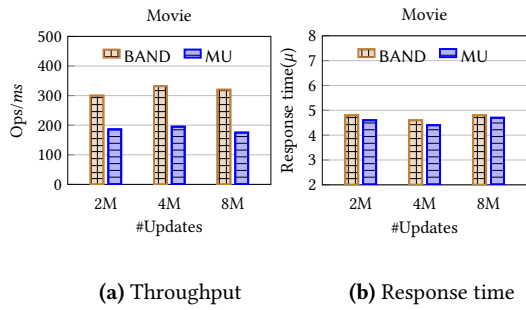 Movie
500
400
300
200
100
0
Ops/ms
BAND MU
2M 4M 8M
#Updates
(a) Throughput
Movie
8
7
6
5
4
3
2
Response time(μ)
BAND MU
2M 4M 8M
#Updates
(b) Response time